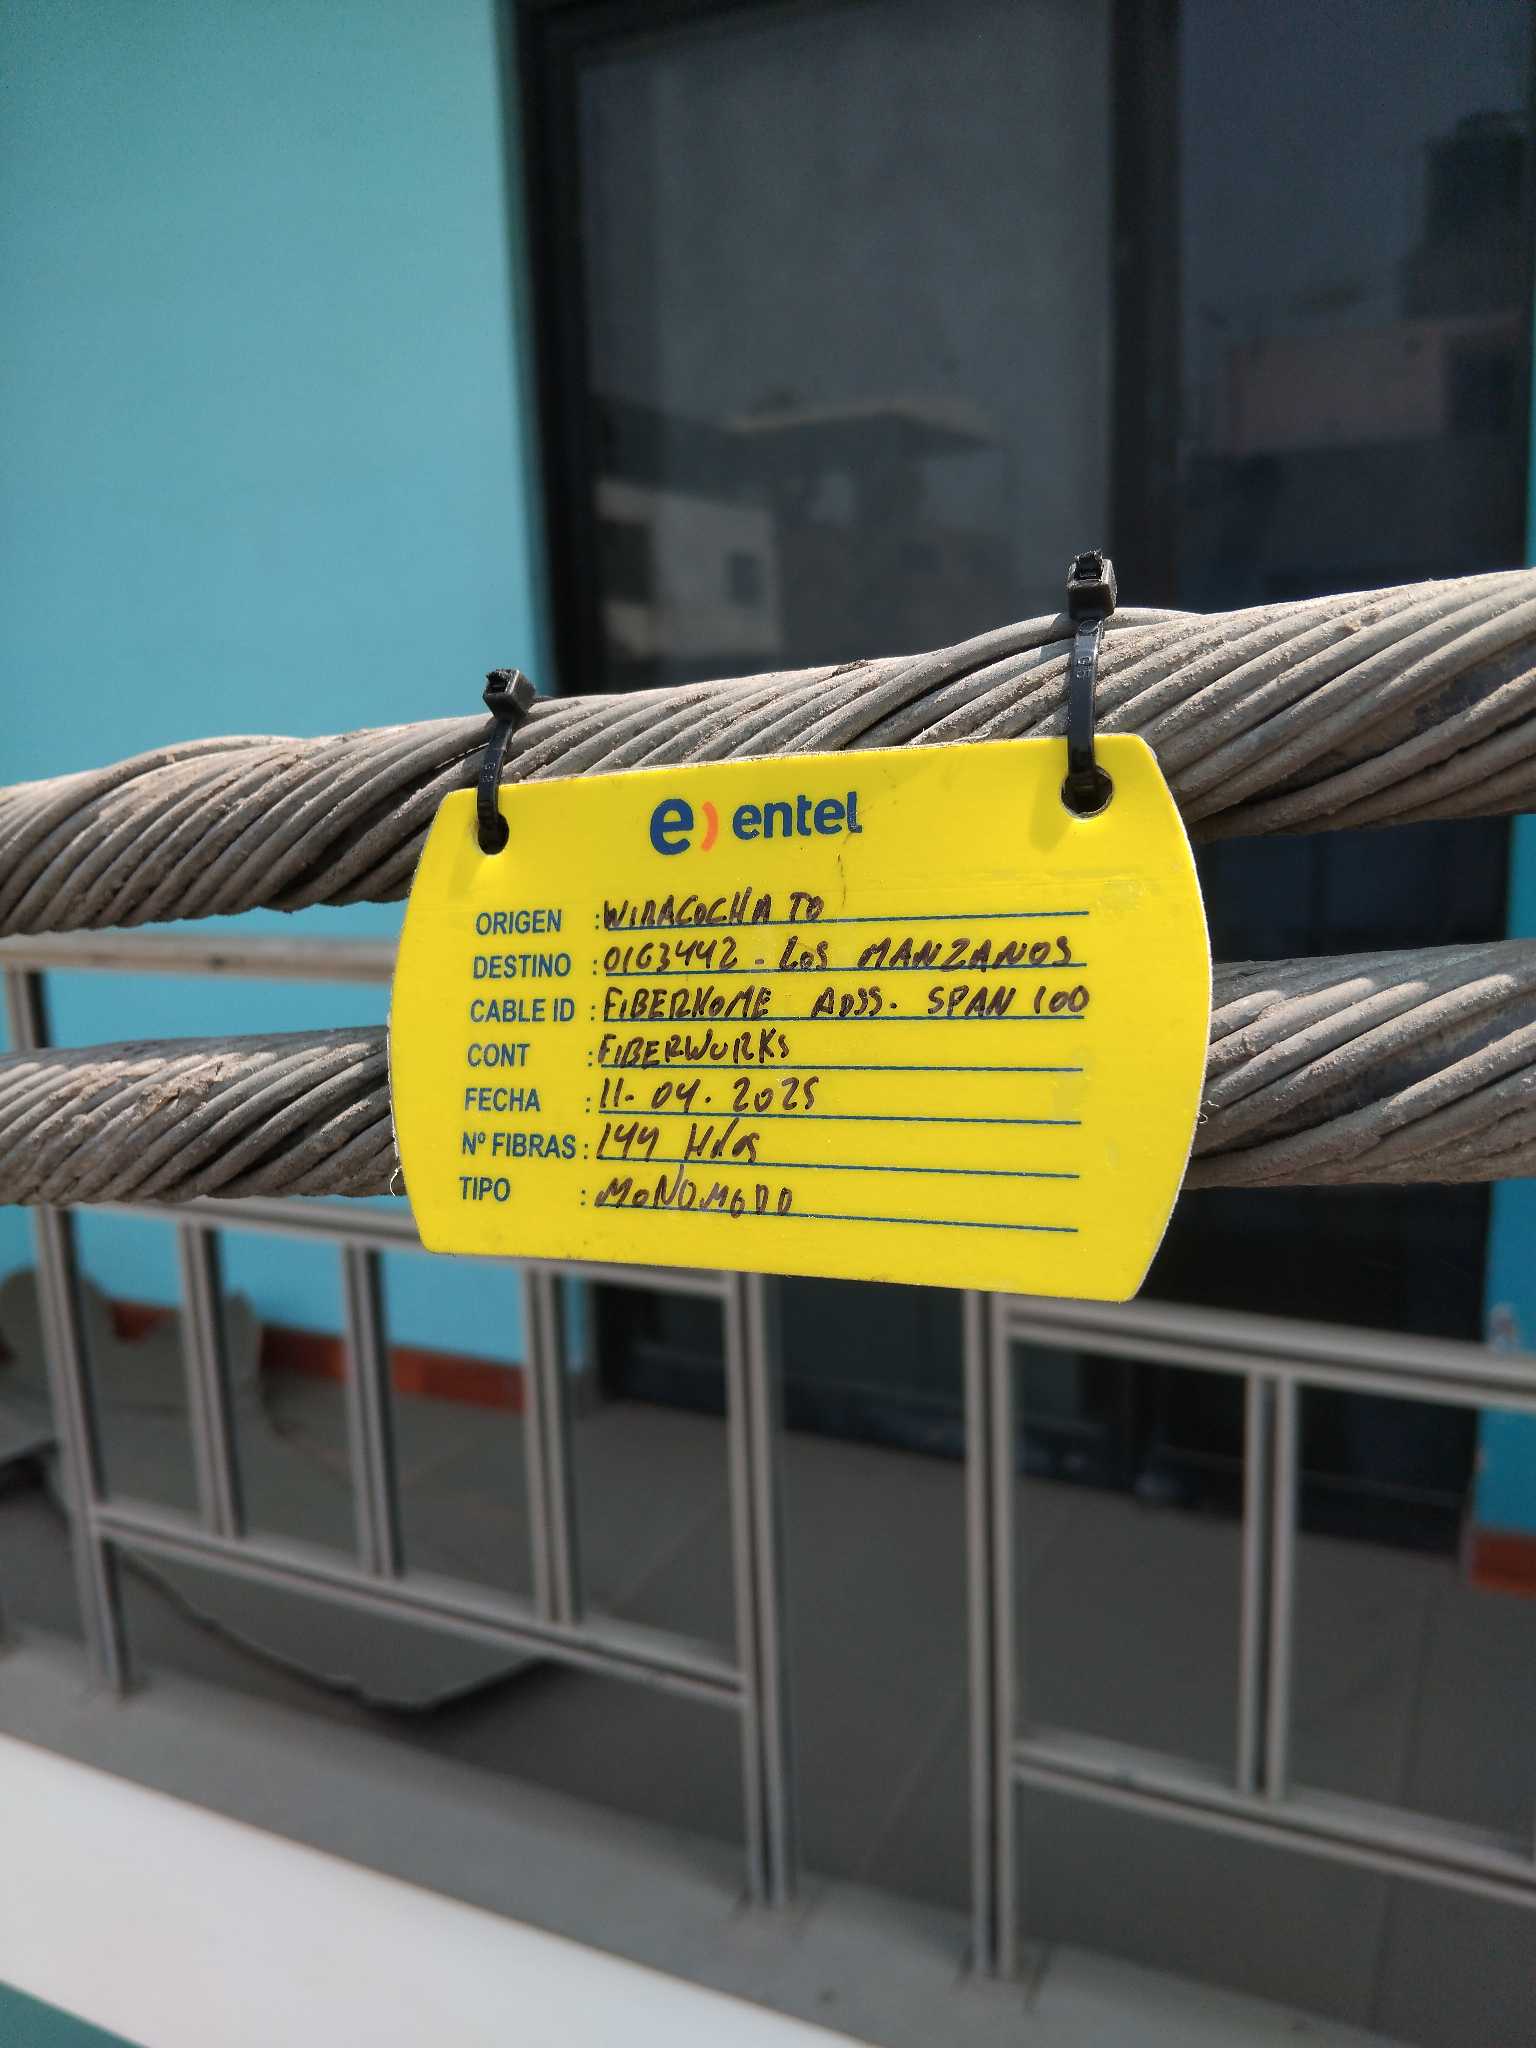 e) entel
ORIGEN : WIRACOCHA TO
DESTINO : 0163442 - LOS MANZANOS
CABLE ID : FIBERHOME ADSS. SPAN 100
CONT : FIBERWORKS
FECHA : 11-04.2025
Nº FIBRAS : 144 Hilos
TIPO : MONOMODO